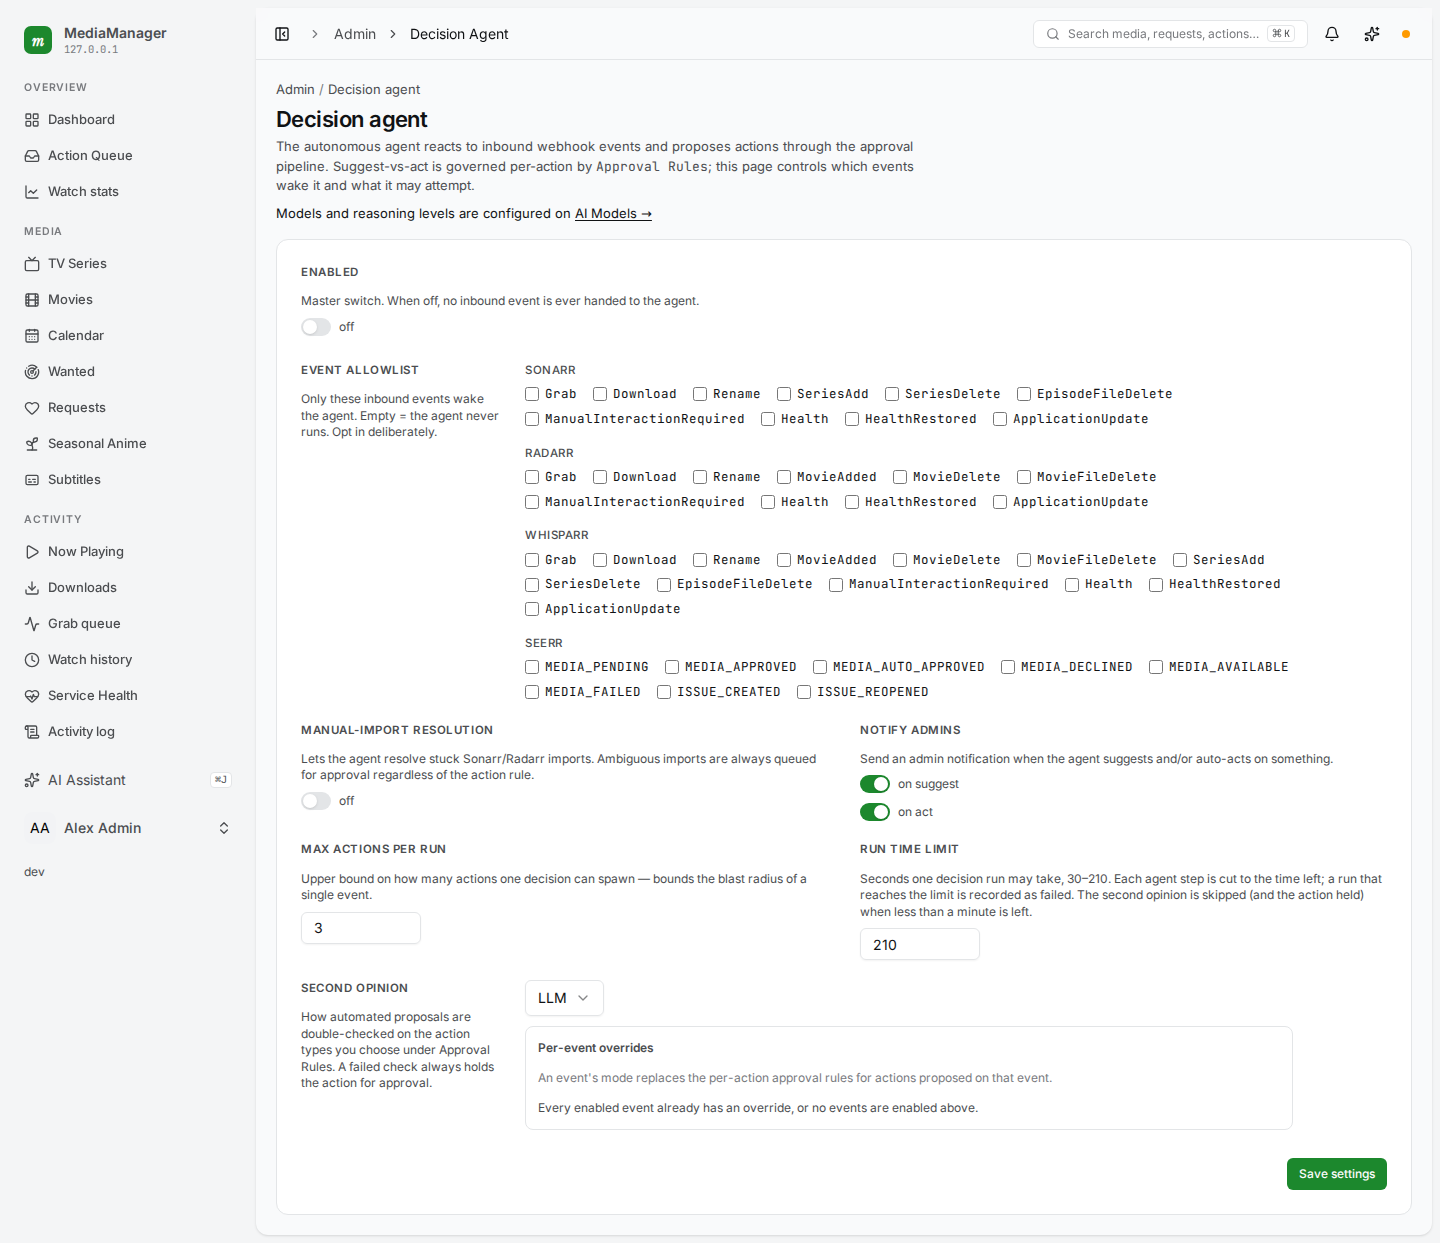 m
MediaManager
127.0.0.1
OVERVIEW
Dashboard
Action Queue
Watch stats
MEDIA
TV Series
Movies
Calendar
Wanted
Requests
Seasonal Anime
Subtitles
ACTIVITY
Now Playing
Downloads
Grab queue
Watch history
Service Health
Activity log
AI Assistant ⌘J
AA Alex Admin
dev
Admin > Decision Agent
Search media, requests, actions... ⌘K
Admin / Decision agent
Decision agent
The autonomous agent reacts to inbound webhook events and proposes actions through the approval
pipeline. Suggest-vs-act is governed per-action by Approval Rules; this page controls which events
wake it and what it may attempt.
Models and reasoning levels are configured on AI Models →
ENABLED
Master switch. When off, no inbound event is ever handed to the agent.
off
EVENT ALLOWLIST
Only these inbound events wake
the agent. Empty = the agent never
runs. Opt in deliberately.
SONARR
Grab Download Rename SeriesAdd SeriesDelete EpisodeFileDelete
ManualInteractionRequired Health HealthRestored ApplicationUpdate
RADARR
Grab Download Rename MovieAdded MovieDelete MovieFileDelete
ManualInteractionRequired Health HealthRestored ApplicationUpdate
WHISPARR
Grab Download Rename MovieAdded MovieDelete MovieFileDelete SeriesAdd
SeriesDelete EpisodeFileDelete ManualInteractionRequired Health HealthRestored
ApplicationUpdate
SEERR
MEDIA_PENDING MEDIA_APPROVED MEDIA_AUTO_APPROVED MEDIA_DECLINED MEDIA_AVAILABLE
MEDIA_FAILED ISSUE_CREATED ISSUE_REOPENED
MANUAL-IMPORT RESOLUTION
Lets the agent resolve stuck Sonarr/Radarr imports. Ambiguous imports are always queued
for approval regardless of the action rule.
off
NOTIFY ADMINS
Send an admin notification when the agent suggests and/or auto-acts on something.
on suggest
on act
MAX ACTIONS PER RUN
Upper bound on how many actions one decision can spawn — bounds the blast radius of a
single event.
3
RUN TIME LIMIT
Seconds one decision run may take, 30–210. Each agent step is cut to the time left; a run that
reaches the limit is recorded as failed. The second opinion is skipped (and the action held)
when less than a minute is left.
210
SECOND OPINION
How automated proposals are
double-checked on the action
types you choose under Approval
Rules. A failed check always holds
the action for approval.
LLM
Per-event overrides
An event's mode replaces the per-action approval rules for actions proposed on that event.
Every enabled event already has an override, or no events are enabled above.
Save settings